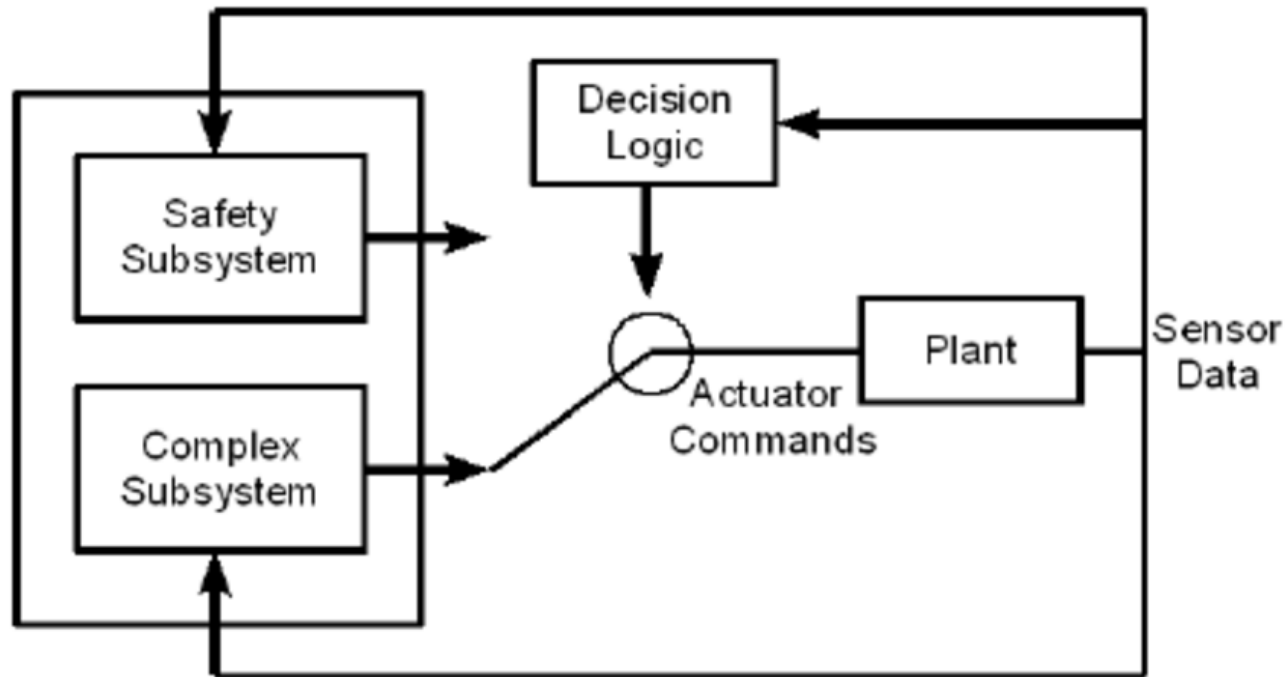 Decision
Logic
Safety
Subsystem
Plant
Sensor
Data
Actuator
Commands
Complex
Subsystem